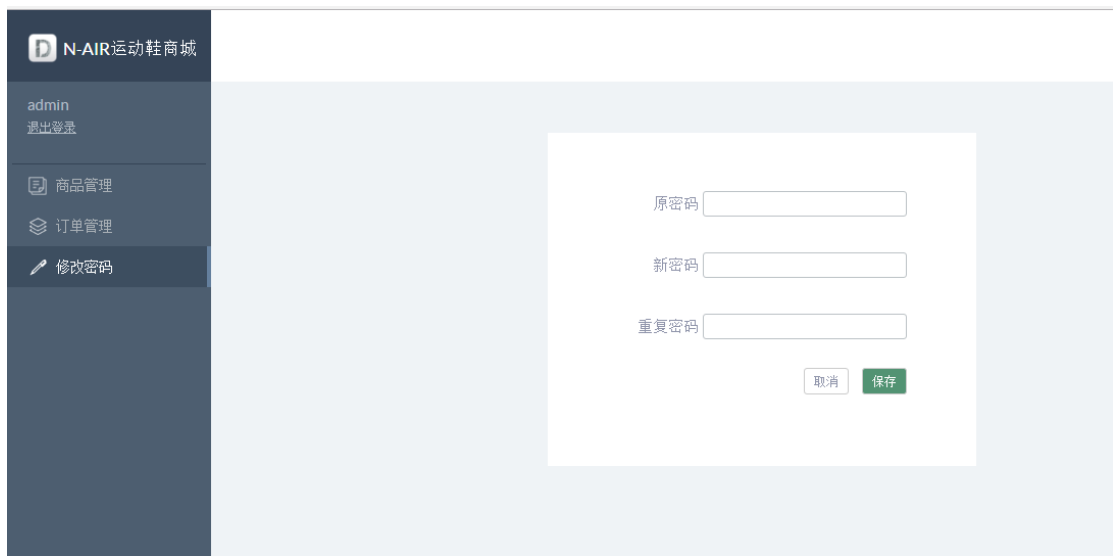 N-AIR运动鞋商城
admin
退出登录
商品管理
订单管理
修改密码
原密码
新密码
重复密码
取消 保存